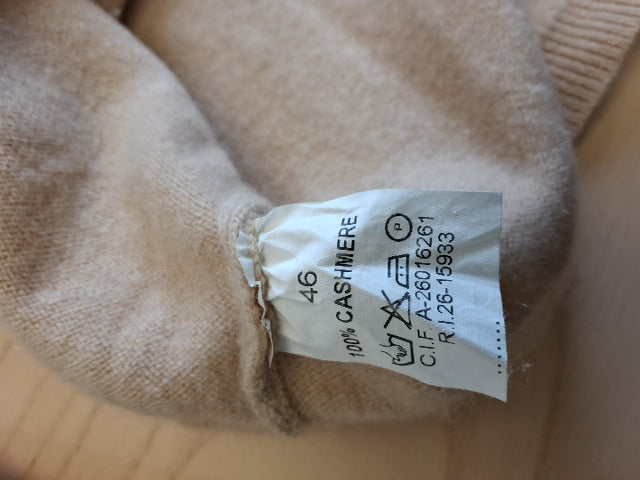 46
100% CASHMERE
P
C.I.F. A-26016261
R.I.26-15933